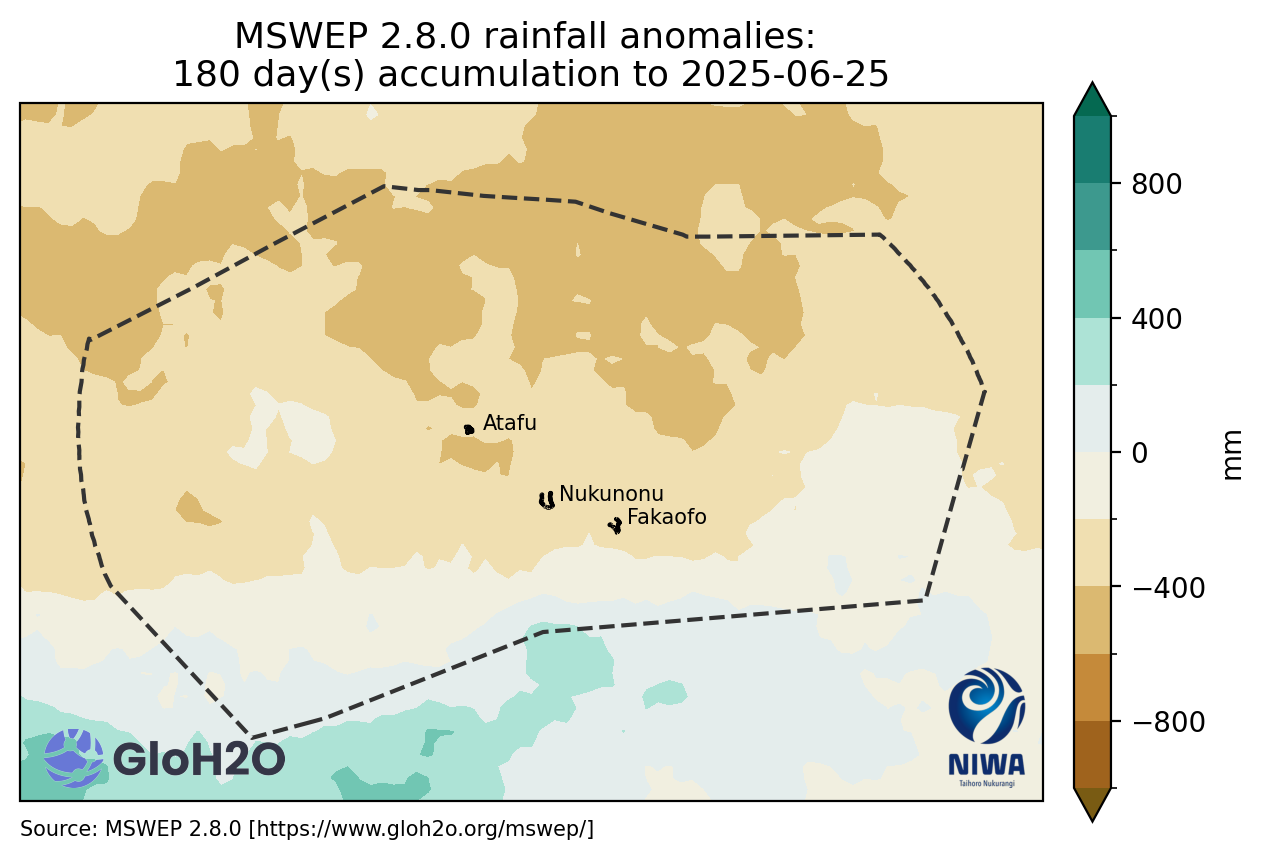 MSWEP 2.8.0 rainfall anomalies:
180 day(s) accumulation to 2025-06-25
800
400
0
−400
−800
mm
Atafu
Nukunonu
Fakaofo
GloH2O
NIWA
Taihoro Nukurangi
Source: MSWEP 2.8.0 [https://www.gloh2o.org/mswep/]